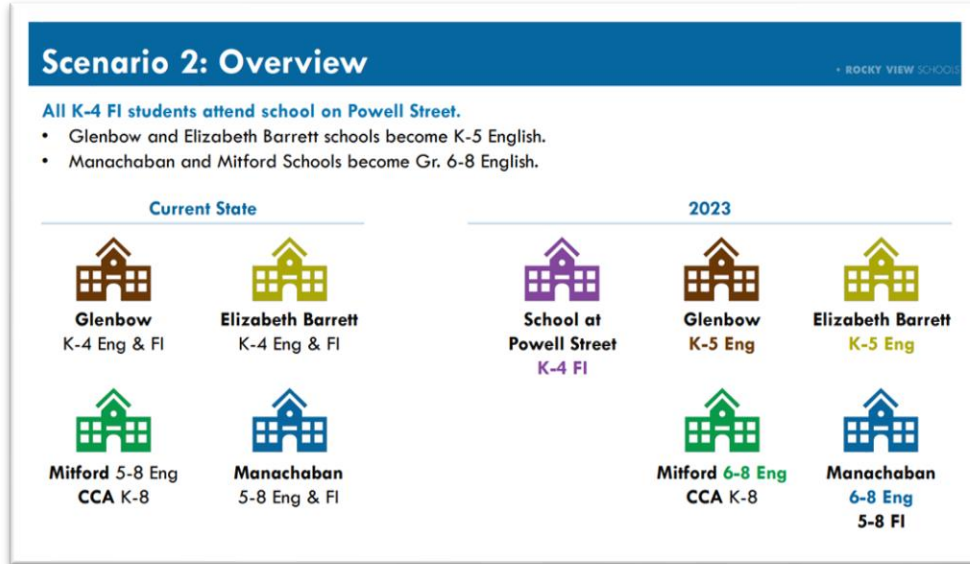 Scenario 2: Overview
• ROCKY VIEW SCHOOLS
All K-4 FI students attend school on Powell Street.
• Glenbow and Elizabeth Barrett schools become K-5 English.
• Manachaban and Mitford Schools become Gr. 6-8 English.
Current State
Glenbow
K-4 Eng & FI
Elizabeth Barrett
K-4 Eng & FI
Mitford 5-8 Eng
CCA K-8
Manachaban
5-8 Eng & FI
2023
School at
Powell Street
K-4 FI
Glenbow
K-5 Eng
Elizabeth Barrett
K-5 Eng
Mitford 6-8 Eng
CCA K-8
Manachaban
6-8 Eng
5-8 FI